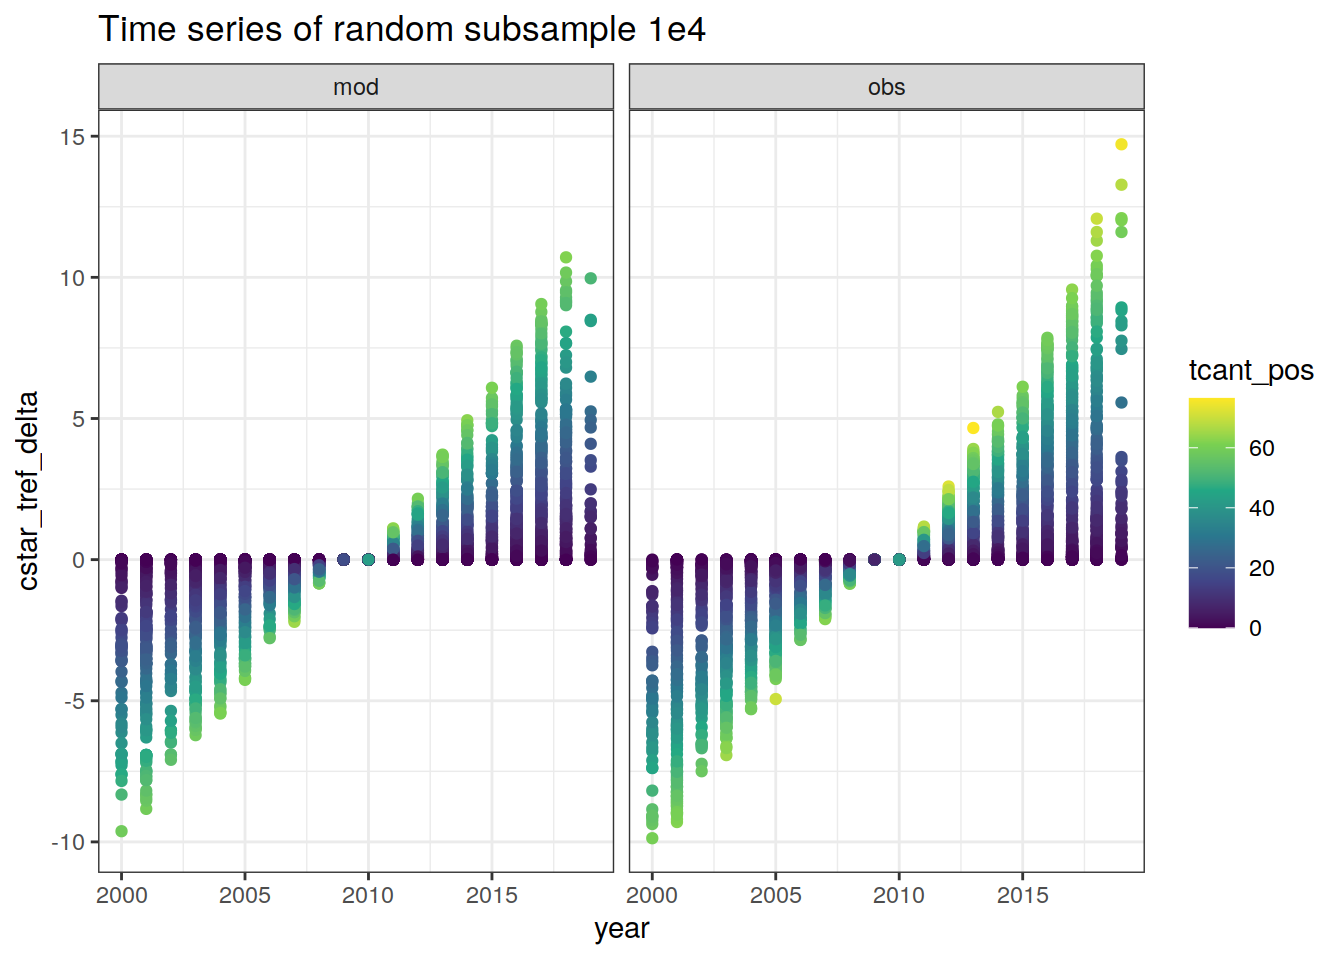 Time series of random subsample 1e4
mod obs
15
10
5
0
-5
-10
cstar_tref_delta
2000 2005 2010 2015 2000 2005 2010 2015
year
tcant_pos
60
40
20
0